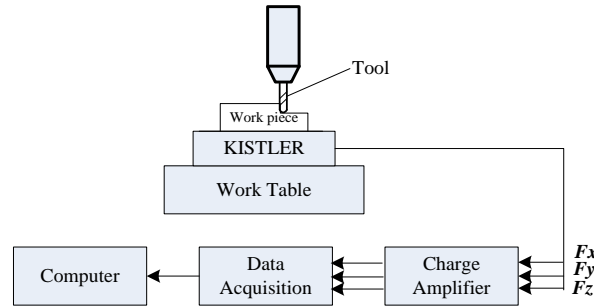 Tool
Work piece
KISTLER
Work Table
Fx
Fy
Fz
Computer
Data
Acquisition
Charge
Amplifier